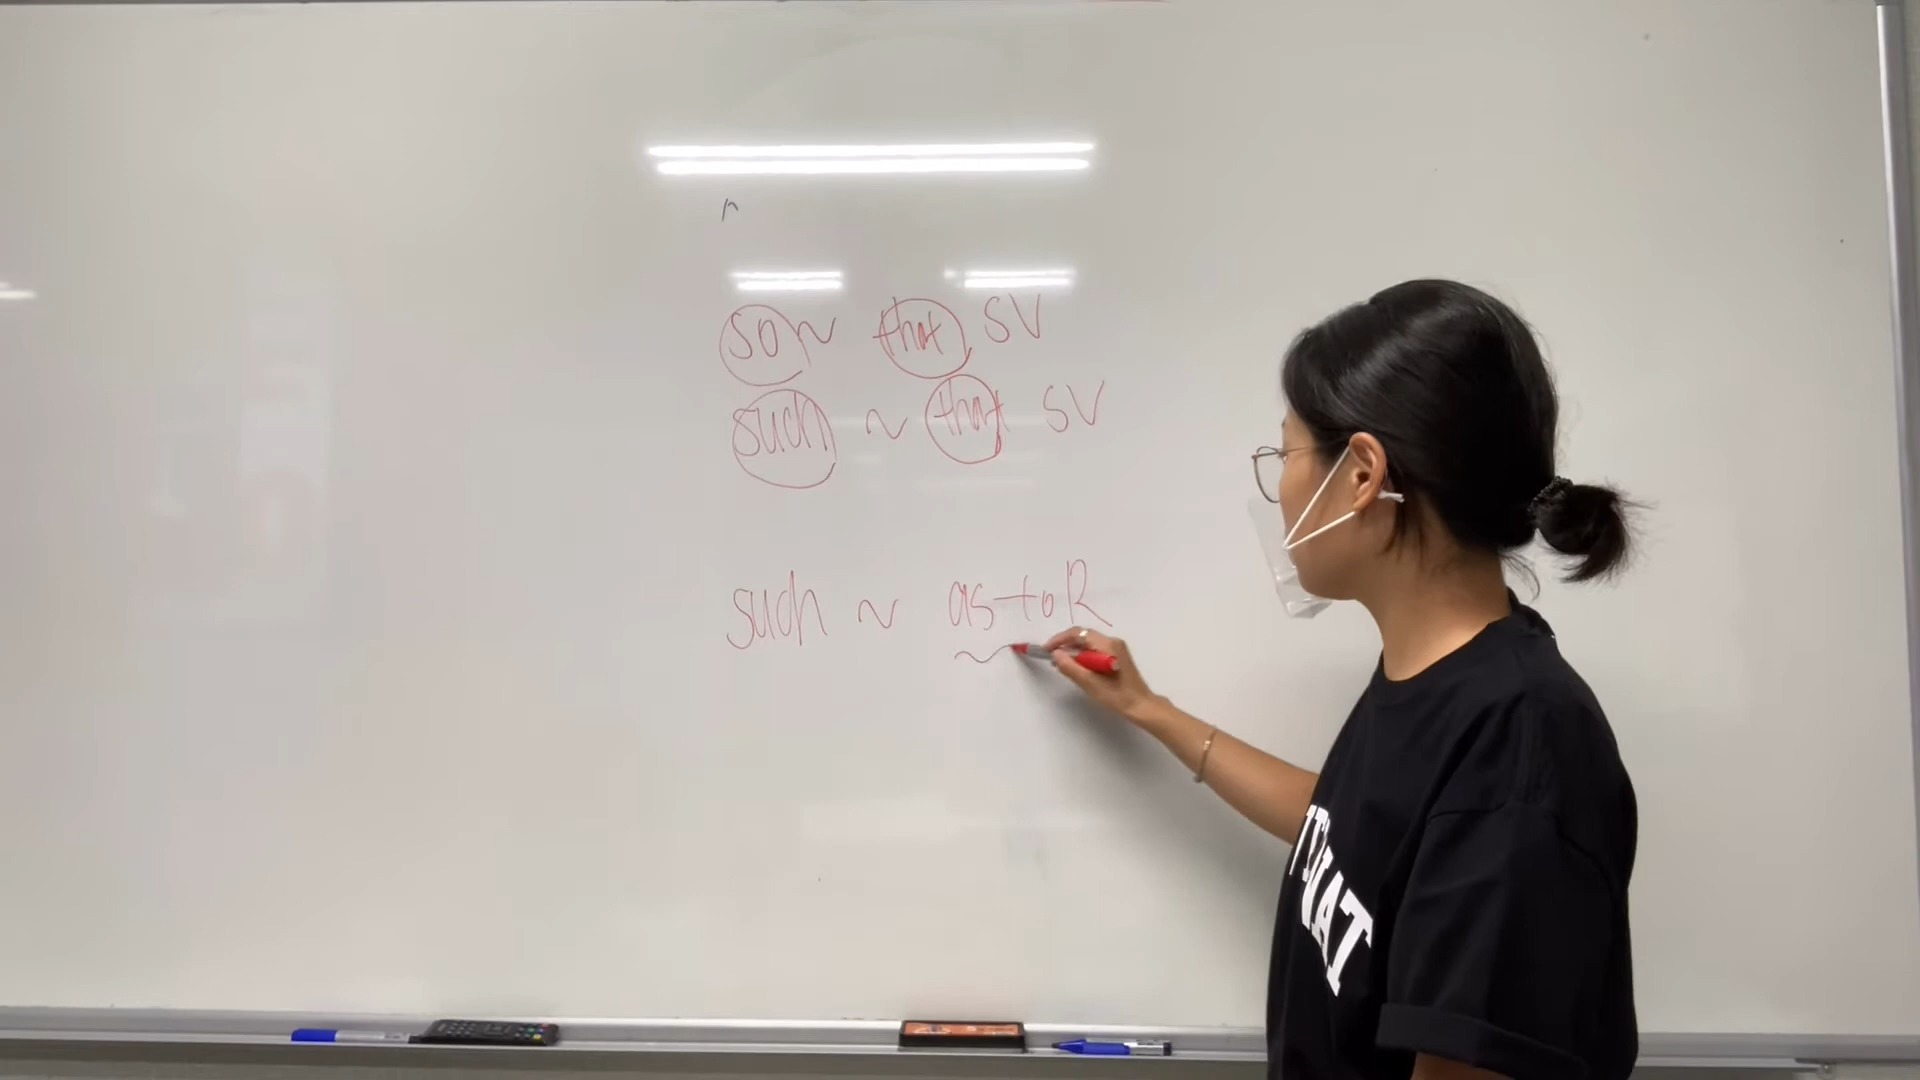 so ~ that SV
such ~ that SV
such ~ as to R